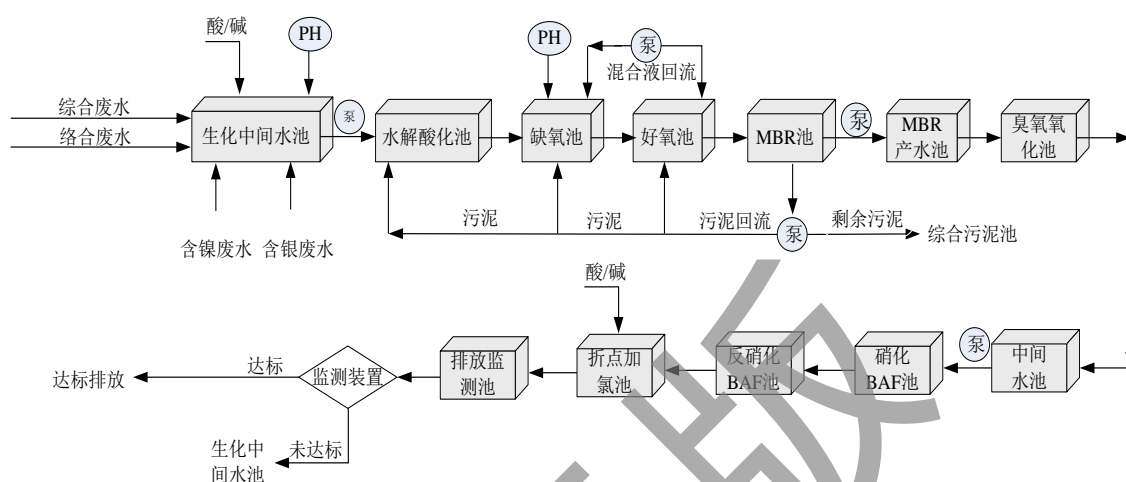 酸/碱
PH
PH
泵
混合液回流
综合废水
络合废水
生化中间水池
泵
水解酸化池
缺氧池
好氧池
MBR池
泵
MBR
产水池
臭氧氧
化池
污泥
污泥
污泥回流
泵
剩余污泥
综合污泥池
含镍废水
含银废水
酸/碱
达标排放
达标
监测装置
排放监
测池
折点加
氯池
反硝化
BAF池
硝化
BAF池
泵
中间
水池
未达标
生化中
间水池
版